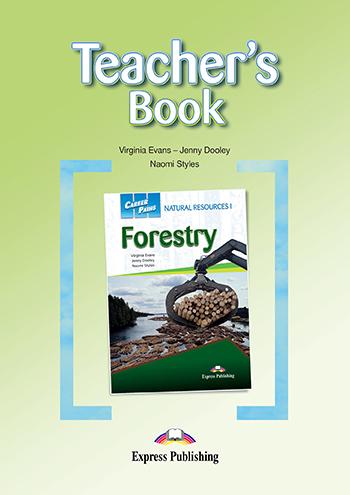 Teacher's
Book
Virginia Evans – Jenny Dooley
Naomi Styles
CAREER
PATHS
NATURAL RESOURCES I
Forestry
Virginia Evans
Jenny Dooley
Naomi Styles
Express Publishing
Express Publishing